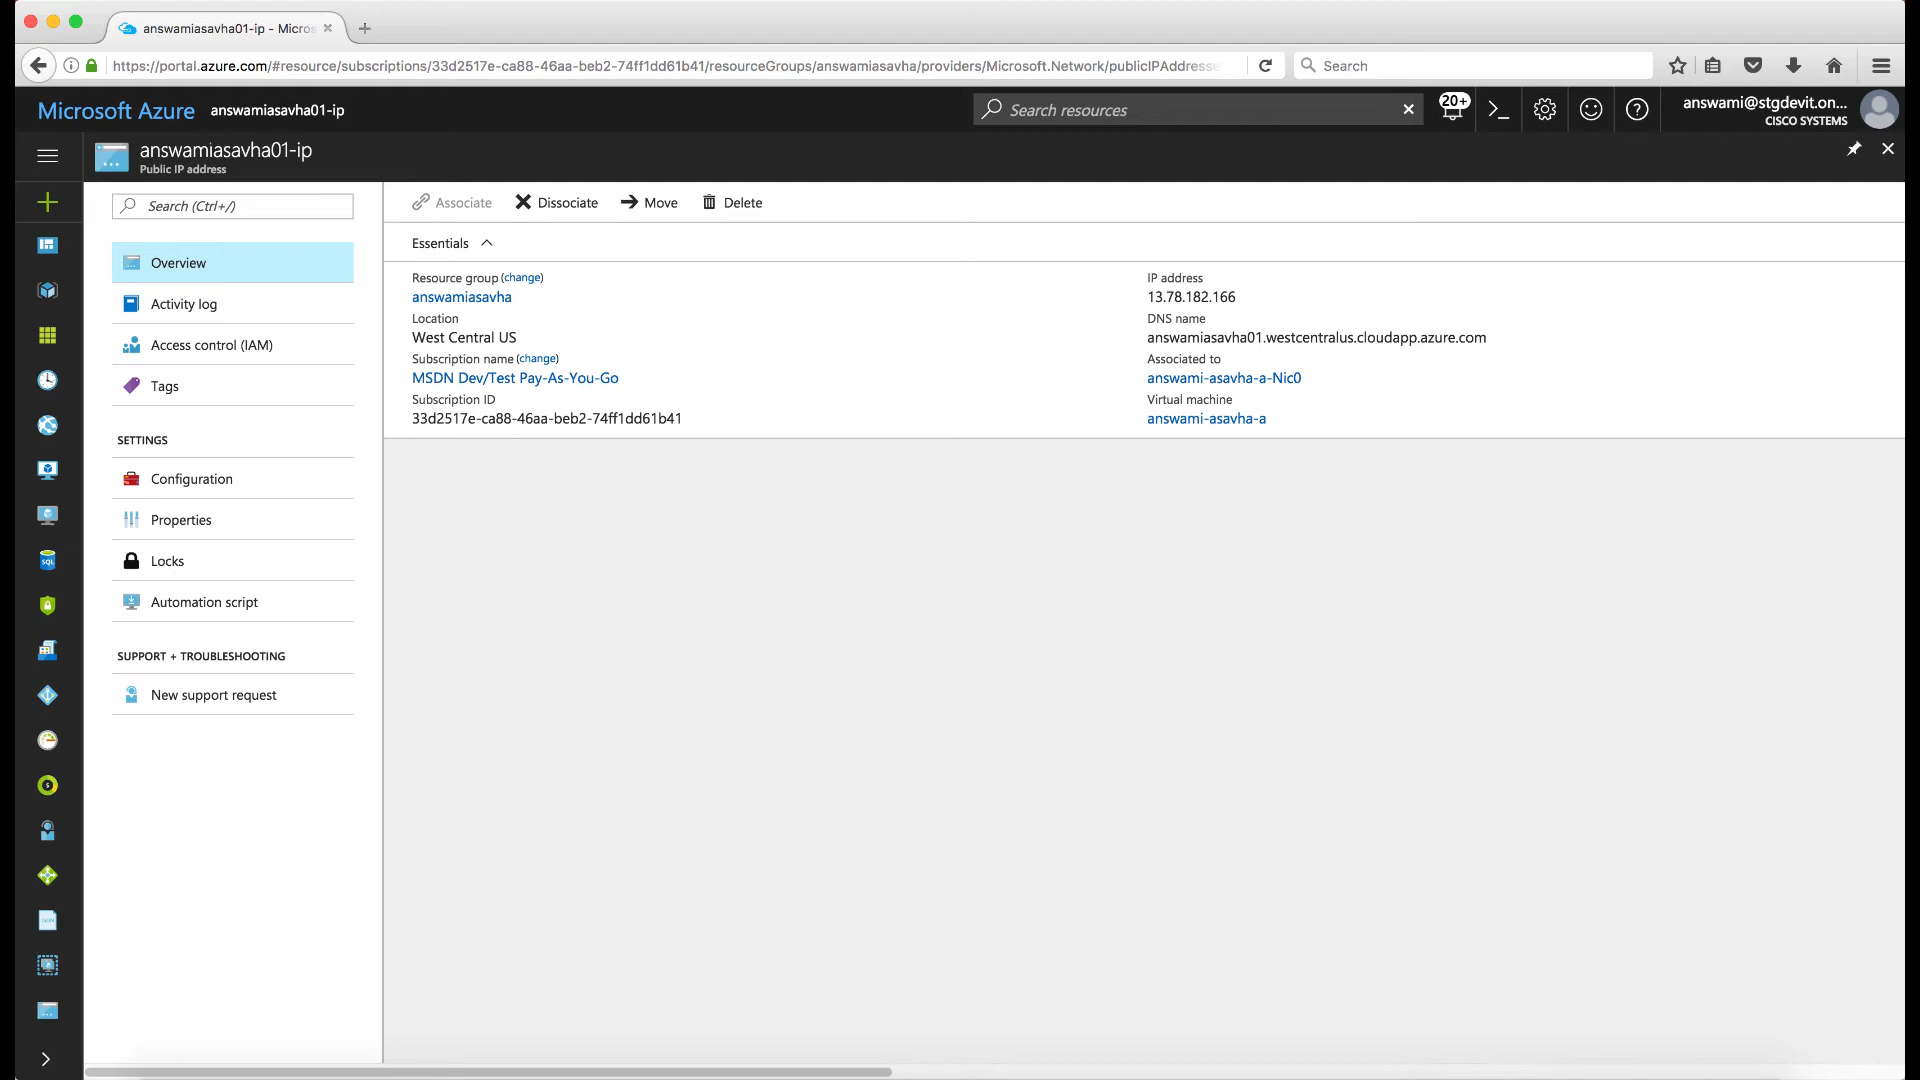 answamiasavha01-ip - Micros
https://portal.azure.com/#resource/subscriptions/33d2517e-ca88-46aa-beb2-74ff1dd61b41/resourceGroups/answamiasavha/providers/Microsoft.Network/publicIPAddresse
Search
Microsoft Azure answamiasavha01-ip
Search resources
20+
answami@stgdevit.on...
CISCO SYSTEMS
answamiasavha01-ip
Public IP address
Search (Ctrl+/)
Overview
Activity log
Access control (IAM)
Tags
SETTINGS
Configuration
Properties
Locks
Automation script
SUPPORT + TROUBLESHOOTING
New support request
Associate Dissociate Move Delete
Essentials
Resource group (change)
answamiasavha
Location
West Central US
Subscription name (change)
MSDN Dev/Test Pay-As-You-Go
Subscription ID
33d2517e-ca88-46aa-beb2-74ff1dd61b41
IP address
13.78.182.166
DNS name
answamiasavha01.westcentralus.cloudapp.azure.com
Associated to
answami-asavha-a-Nic0
Virtual machine
answami-asavha-a
SQL